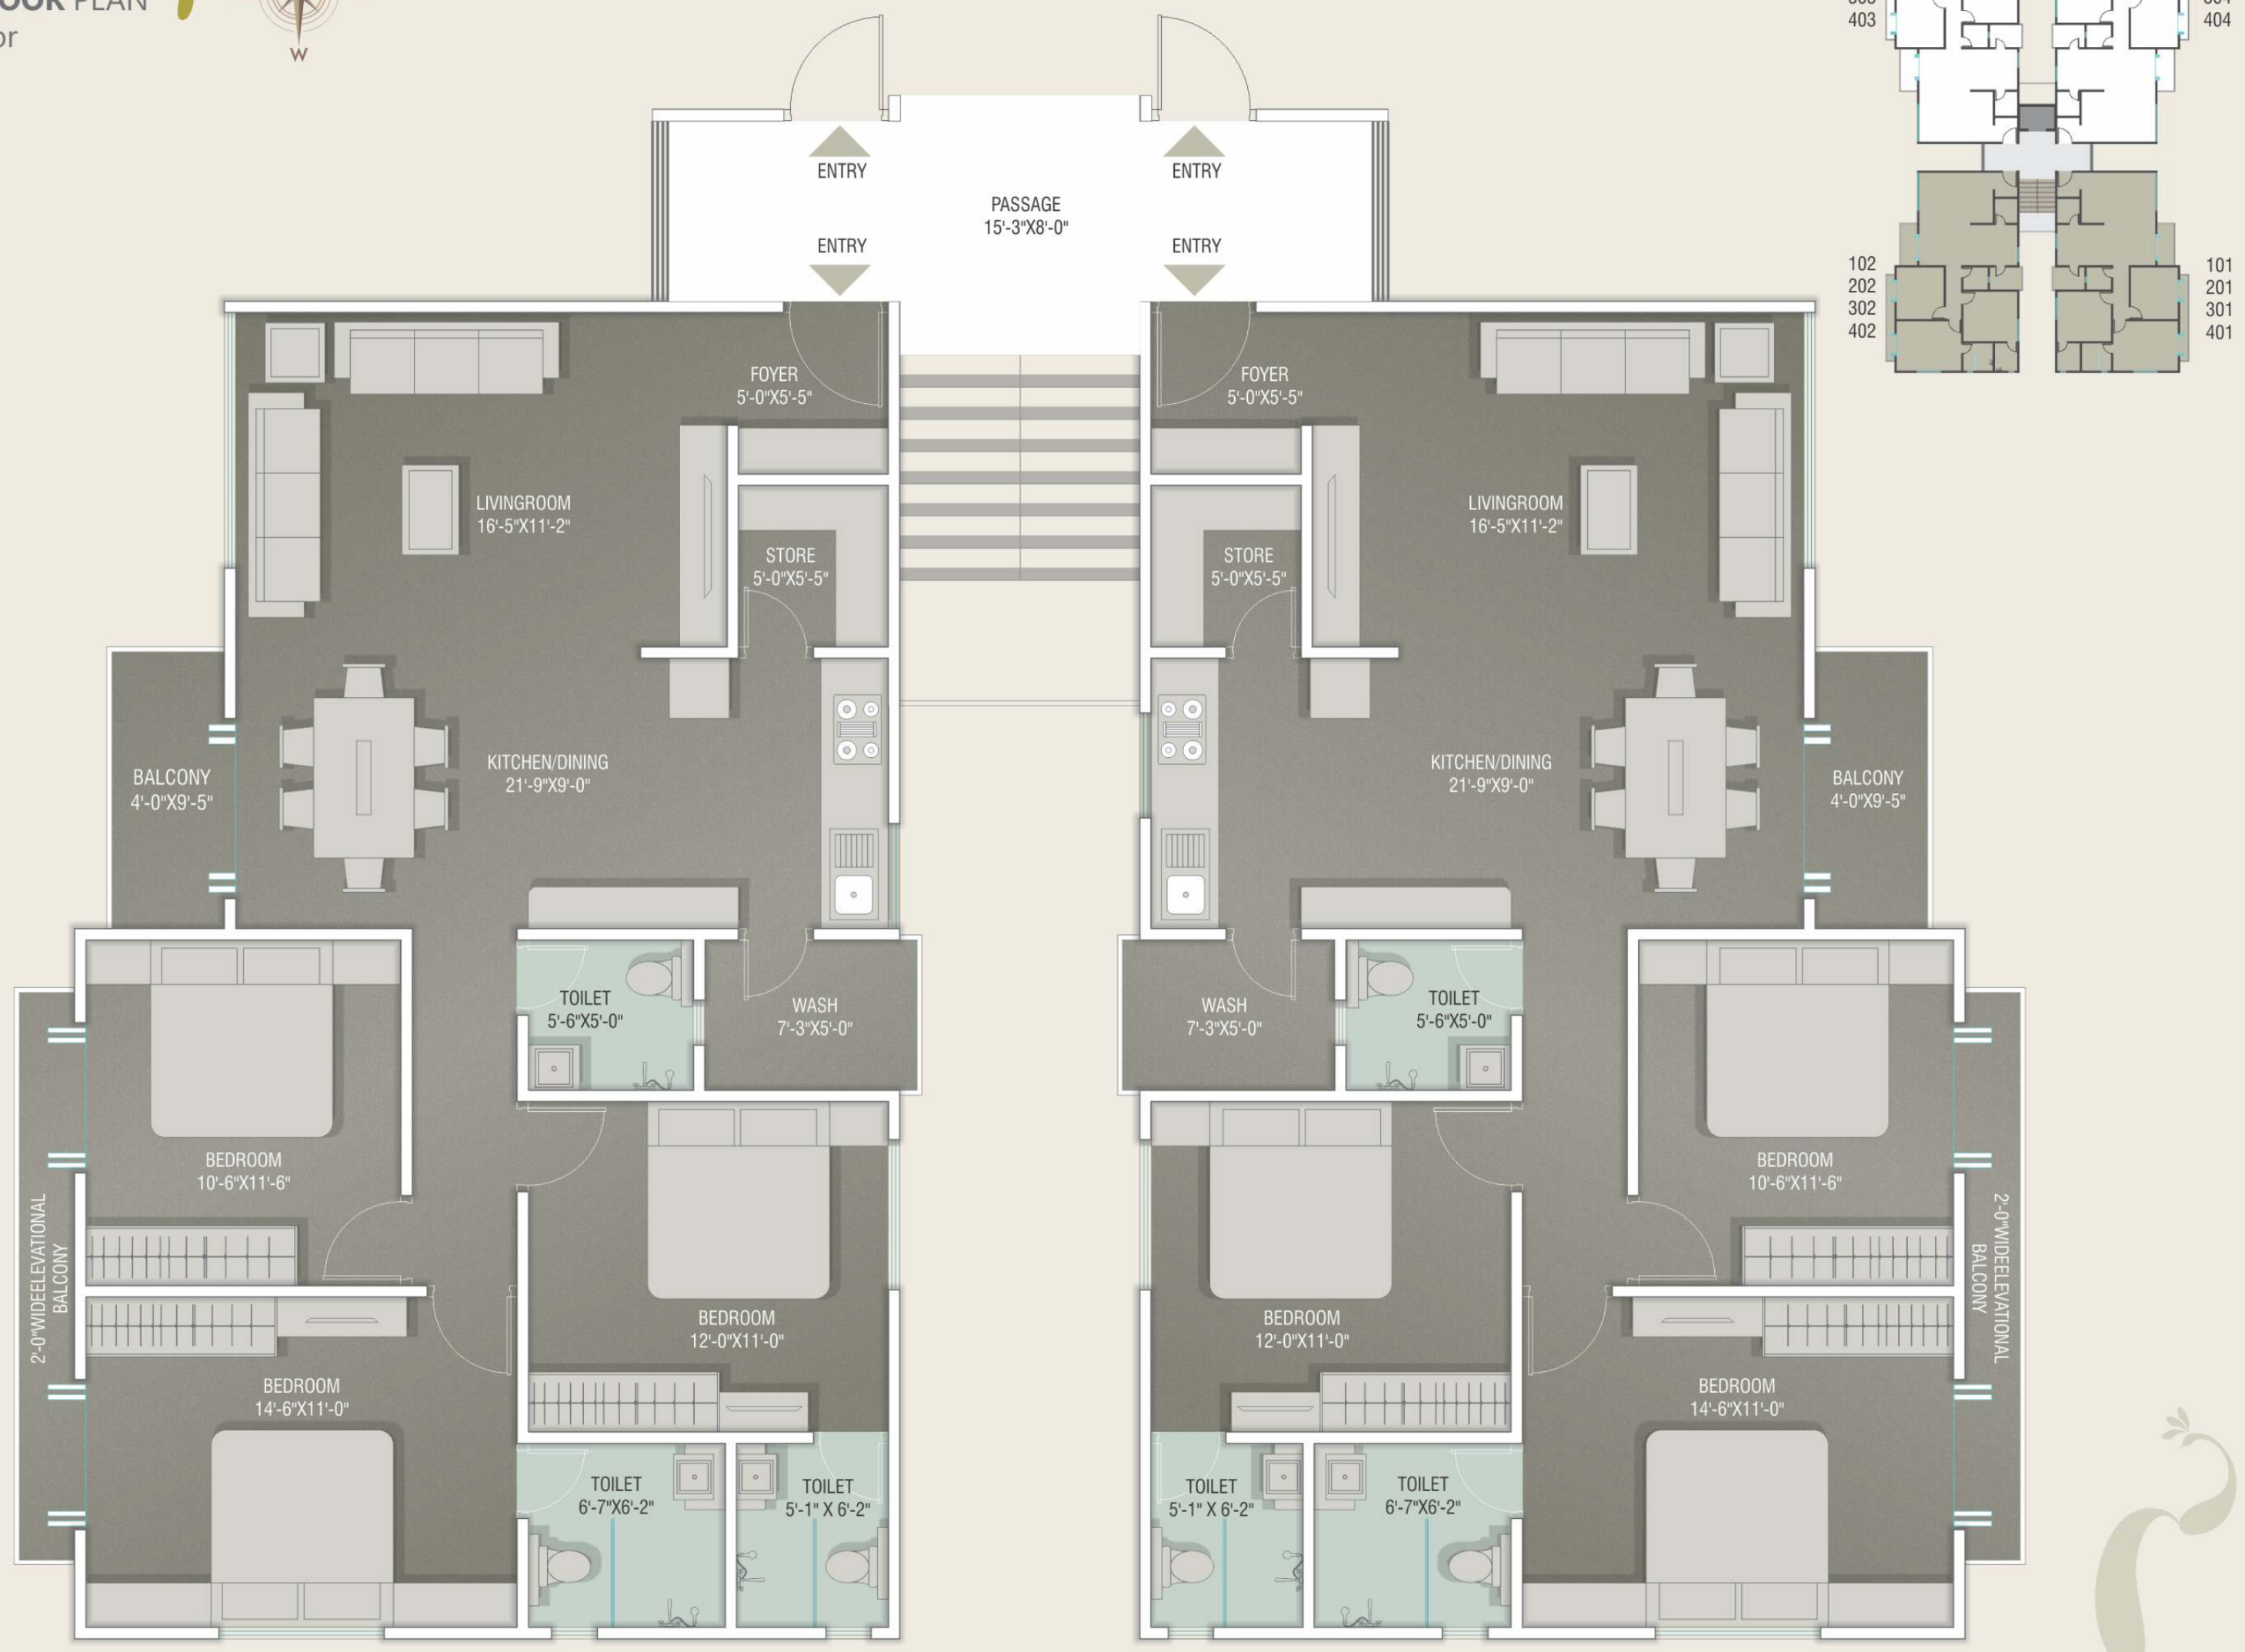 PLAN
W
403
404
ENTRY
ENTRY
PASSAGE
15'-3"X8'-0"
ENTRY
ENTRY
102
202
302
402
101
201
301
401
FOYER
5'-0"X5'-5"
FOYER
5'-0"X5'-5"
LIVINGROOM
16'-5"X11'-2"
LIVINGROOM
16'-5"X11'-2"
STORE
5'-0"X5'-5"
STORE
5'-0"X5'-5"
BALCONY
4'-0"X9'-5"
KITCHEN/DINING
21'-9"X9'-0"
KITCHEN/DINING
21'-9"X9'-0"
BALCONY
4'-0"X9'-5"
TOILET
5'-6"X5'-0"
WASH
7'-3"X5'-0"
WASH
7'-3"X5'-0"
TOILET
5'-6"X5'-0"
BEDROOM
10'-6"X11'-6"
BEDROOM
10'-6"X11'-6"
2'-0"WIDEELEVATIONAL
BALCONY
2'-0"WIDEELEVATIONAL
BALCONY
BEDROOM
12'-0"X11'-0"
BEDROOM
12'-0"X11'-0"
BEDROOM
14'-6"X11'-0"
BEDROOM
14'-6"X11'-0"
TOILET
6'-7"X6'-2"
TOILET
5'-1" X 6'-2"
TOILET
5'-1" X 6'-2"
TOILET
6'-7"X6'-2"